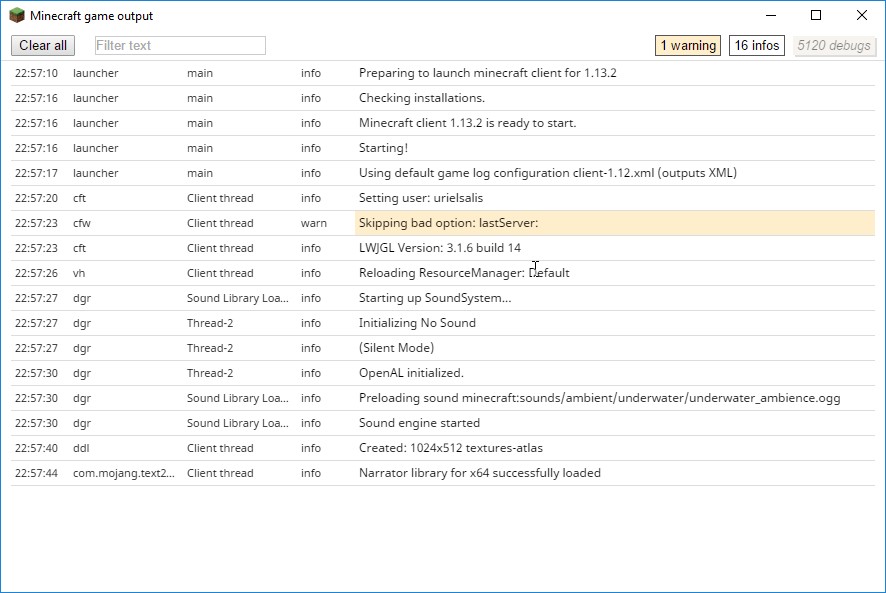 Minecraft game output
Clear all Filter text 1 warning 16 infos 5120 debugs
22:57:10 launcher main info Preparing to launch minecraft client for 1.13.2
22:57:16 launcher main info Checking installations.
22:57:16 launcher main info Minecraft client 1.13.2 is ready to start.
22:57:16 launcher main info Starting!
22:57:17 launcher main info Using default game log configuration client-1.12.xml (outputs XML)
22:57:20 cft Client thread info Setting user: urielsalis
22:57:23 cfw Client thread warn Skipping bad option: lastServer:
22:57:23 cft Client thread info LWJGL Version: 3.1.6 build 14
22:57:26 vh Client thread info Reloading ResourceManager: Default
22:57:27 dgr Sound Library Loa... info Starting up SoundSystem...
22:57:27 dgr Thread-2 info Initializing No Sound
22:57:27 dgr Thread-2 info (Silent Mode)
22:57:30 dgr Thread-2 info OpenAL initialized.
22:57:30 dgr Sound Library Loa... info Preloading sound minecraft:sounds/ambient/underwater/underwater_ambience.ogg
22:57:30 dgr Sound Library Loa... info Sound engine started
22:57:40 ddl Client thread info Created: 1024x512 textures-atlas
22:57:44 com.mojang.text2... Client thread info Narrator library for x64 successfully loaded